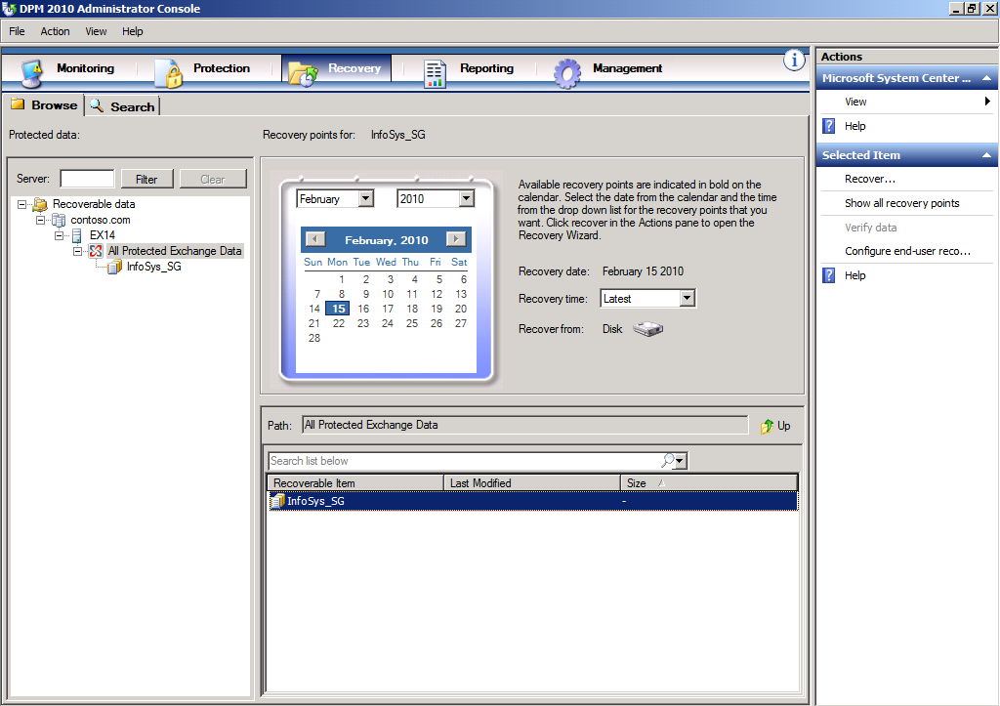 DPM 2010 Administrator Console
File Action View Help
Monitoring Protection Recovery Reporting Management
Browse Search
Protected data:
Recovery points for: InfoSys_SG
Server: Filter Clear
Recoverable data
contoso.com
EX14
All Protected Exchange Data
InfoSys_SG
February 2010
February, 2010
Sun Mon Tue Wed Thu Fri Sat
1 2 3 4 5 6
7 8 9 10 11 12 13
14 15 16 17 18 19 20
21 22 23 24 25 26 27
28
Available recovery points are indicated in bold on the
calendar. Select the date from the calendar and the time
from the drop down list for the recovery points that you
want. Click recover in the Actions pane to open the
Recovery Wizard.
Recovery date: February 15 2010
Recovery time: Latest
Recover from: Disk
Path: All Protected Exchange Data Up
Search list below
Recoverable Item Last Modified Size
InfoSys_SG -
Actions
Microsoft System Center ...
View
Help
Selected Item
Recover...
Show all recovery points
Verify data
Configure end-user reco...
Help